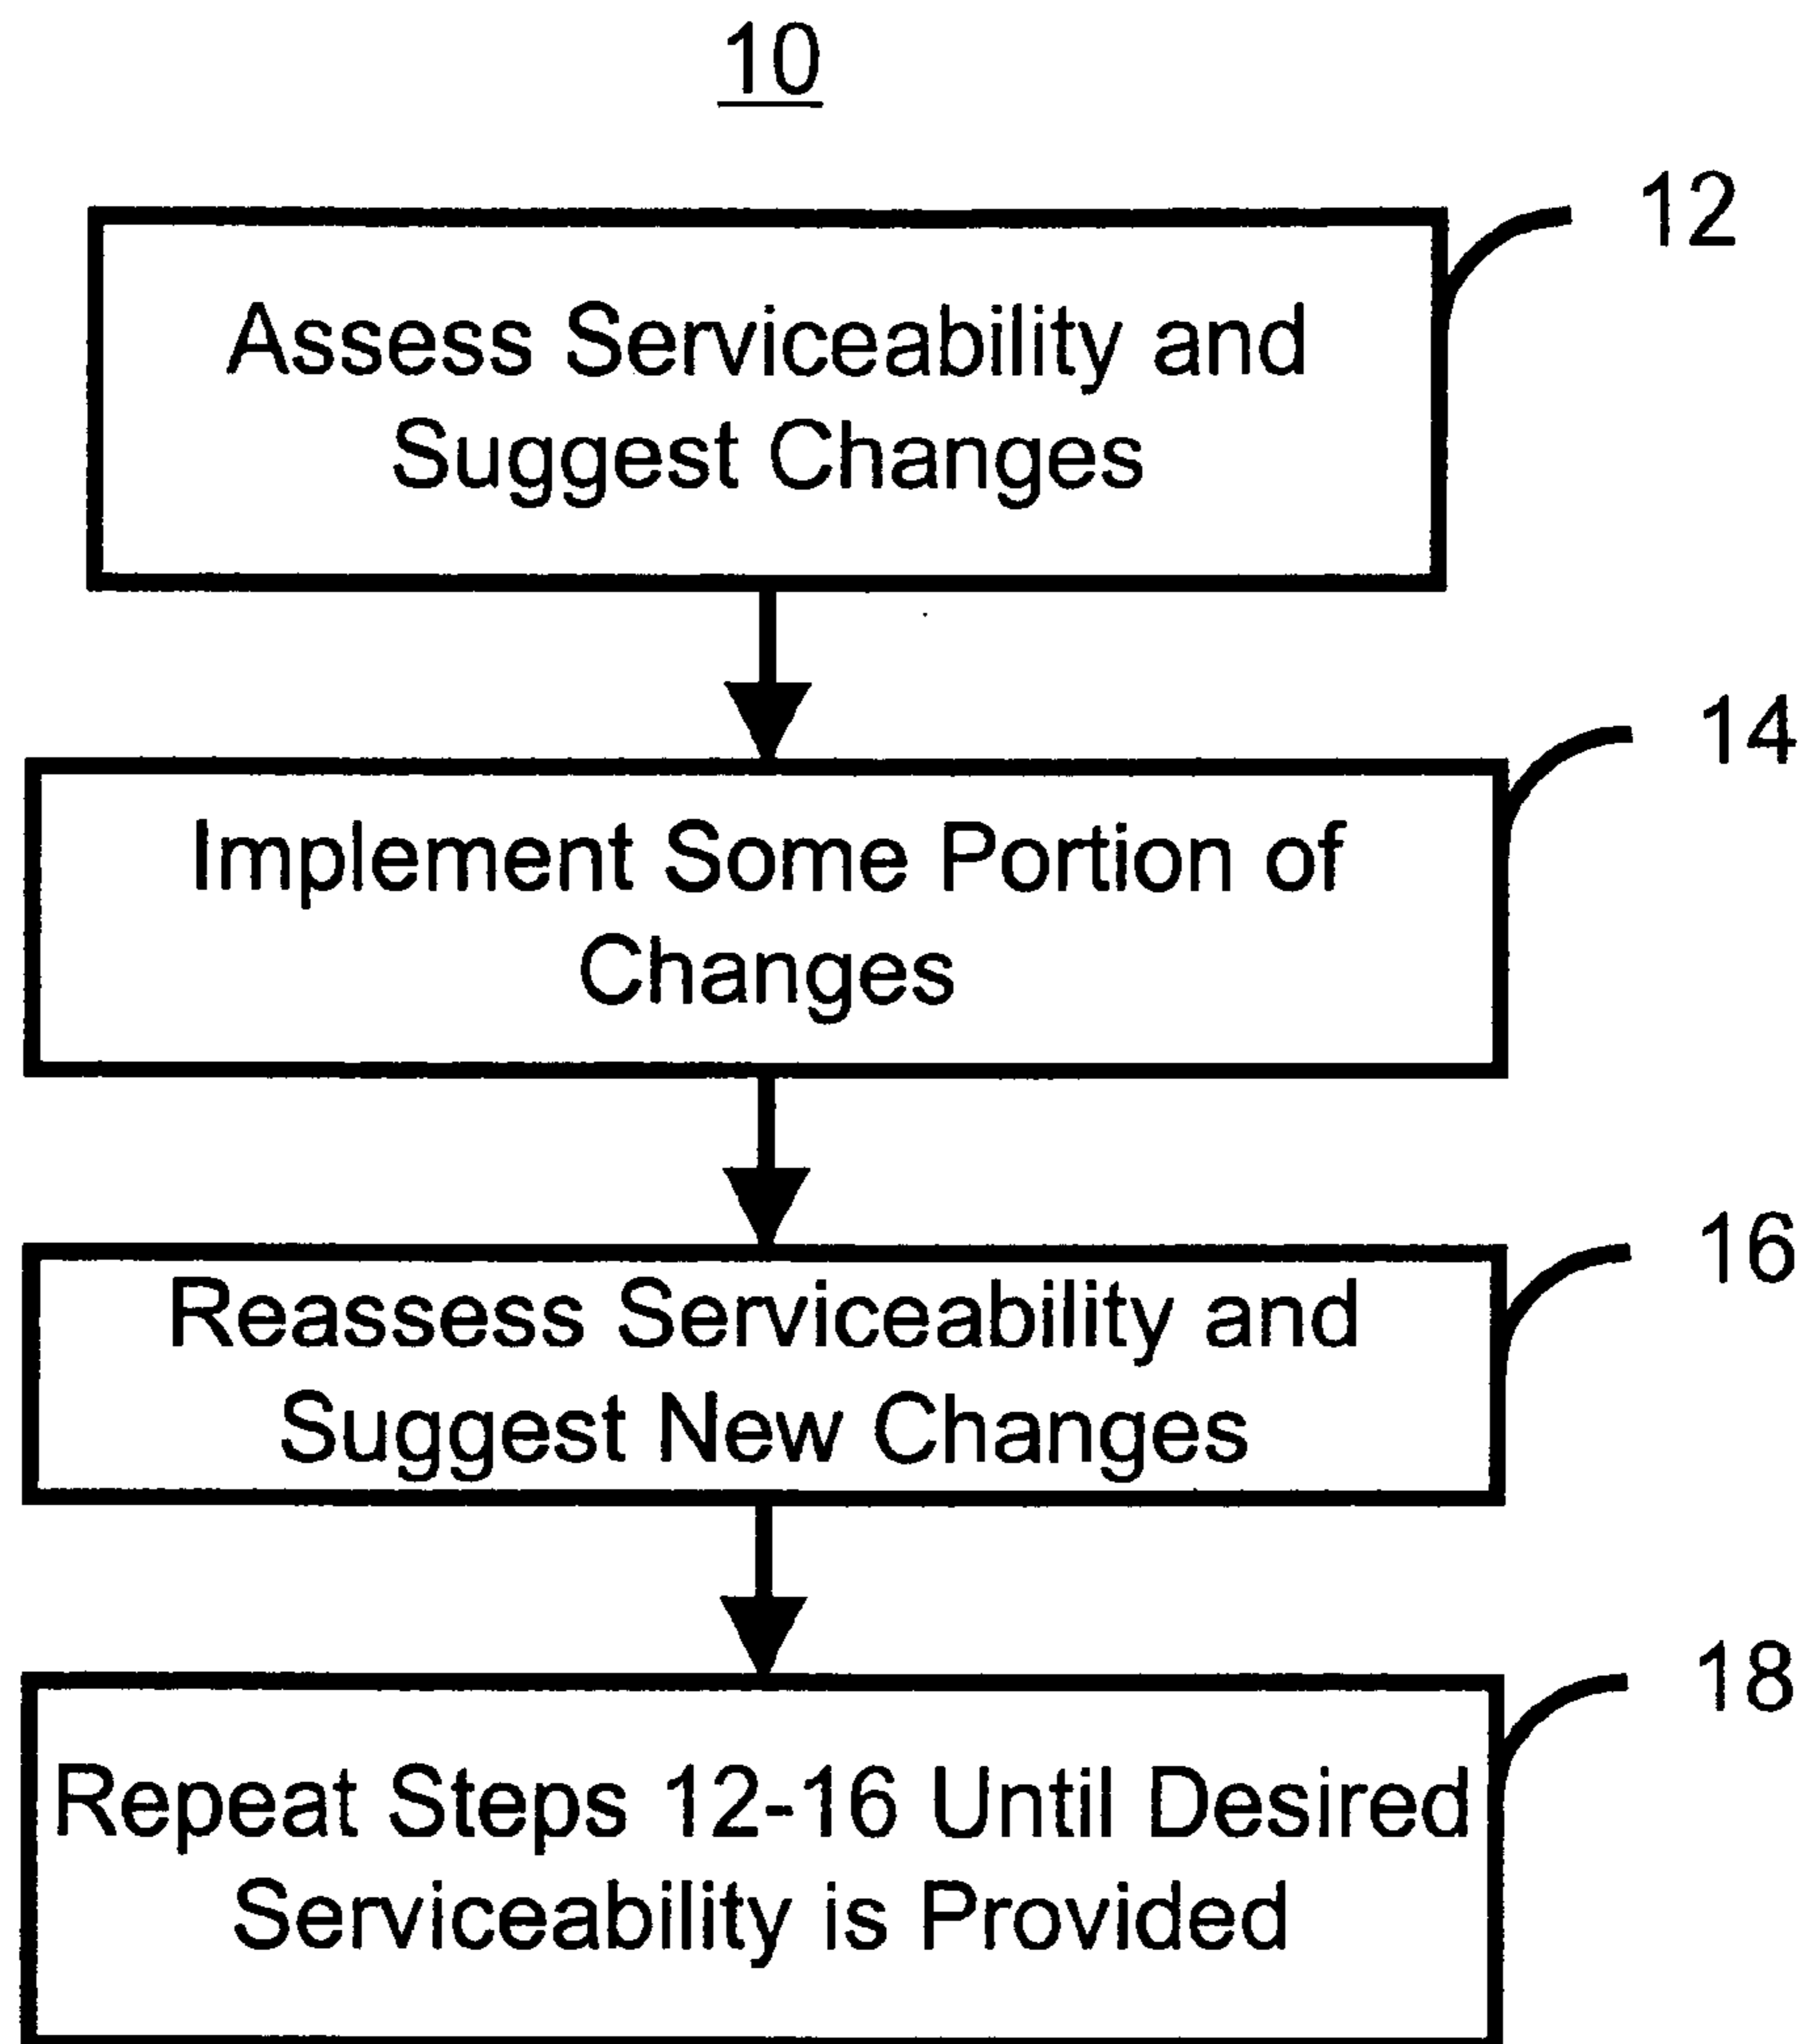 10
12
Assess Serviceability and
Suggest Changes
14
Implement Some Portion of
Changes
16
Reassess Serviceability and
Suggest New Changes
18
Repeat Steps 12-16 Until Desired
Serviceability is Provided